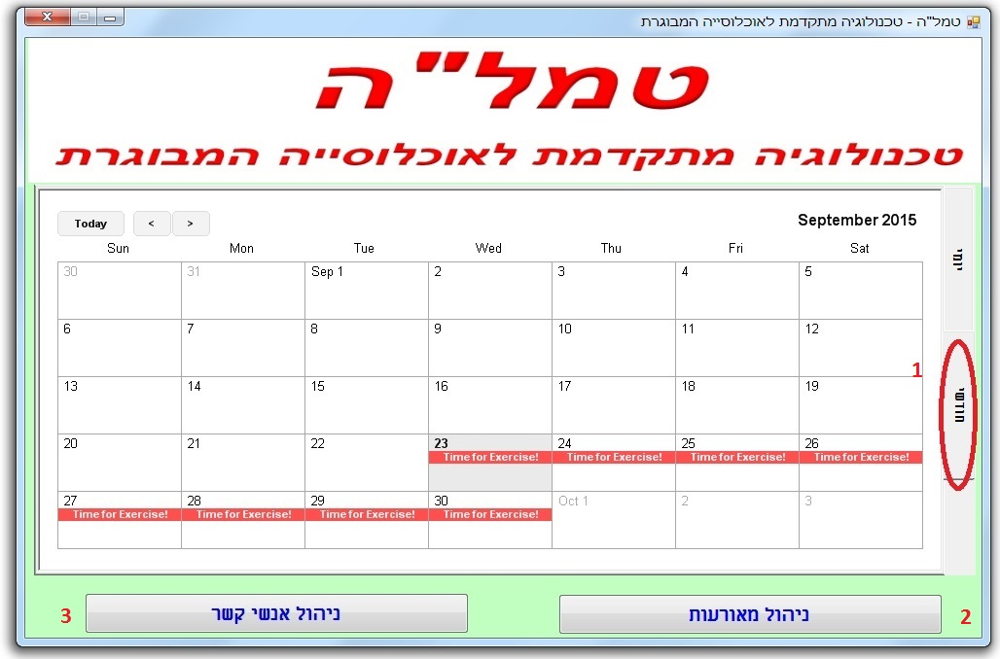 טמל"ה - טכנולוגיה מתקדמת לאוכלוסייה המבוגרת
טמל"ה
טכנולוגיה מתקדמת לאוכלוסייה המבוגרת
Today < > September 2015
Sun Mon Tue Wed Thu Fri Sat
30 31 Sep 1 2 3 4 5
6 7 8 9 10 11 12
13 14 15 16 17 18 19
20 21 22 23 24 25 26
Time for Exercise! Time for Exercise! Time for Exercise! Time for Exercise!
27 28 29 30 Oct 1 2 3
Time for Exercise! Time for Exercise! Time for Exercise! Time for Exercise!
יומי
1
חודשי
ניהול מאורעות 2
ניהול אנשי קשר 3